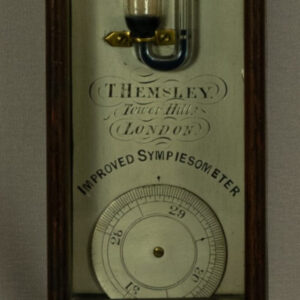 T. HEMSLEY.
Tower Hill,
LONDON.
IMPROVED SYMPIESOMETER
28
29